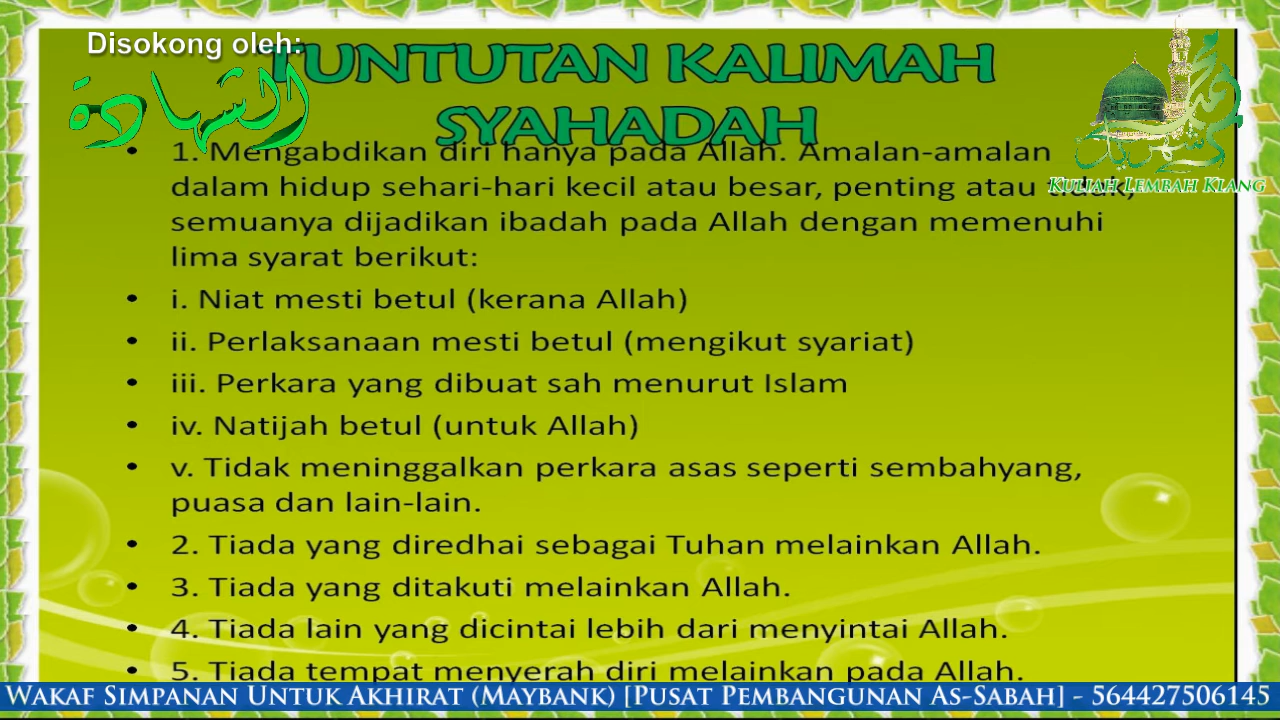 Disokong oleh:
الشهادة
TUNTUTAN KALIMAH
SYAHADAH
KULIAH LEMBAH KLANG
• 1. Mengabdikan diri hanya pada Allah. Amalan-amalan
dalam hidup sehari-hari kecil atau besar, penting atau tidak,
semuanya dijadikan ibadah pada Allah dengan memenuhi
lima syarat berikut:
• i. Niat mesti betul (kerana Allah)
• ii. Perlaksanaan mesti betul (mengikut syariat)
• iii. Perkara yang dibuat sah menurut Islam
• iv. Natijah betul (untuk Allah)
• v. Tidak meninggalkan perkara asas seperti sembahyang,
puasa dan lain-lain.
• 2. Tiada yang diredhai sebagai Tuhan melainkan Allah.
• 3. Tiada yang ditakuti melainkan Allah.
• 4. Tiada lain yang dicintai lebih dari menyintai Allah.
• 5. Tiada tempat menyerah diri melainkan pada Allah.
WAKAF SIMPANAN UNTUK AKHIRAT (MAYBANK) [PUSAT PEMBANGUNAN AS-SABAH] - 564427506145